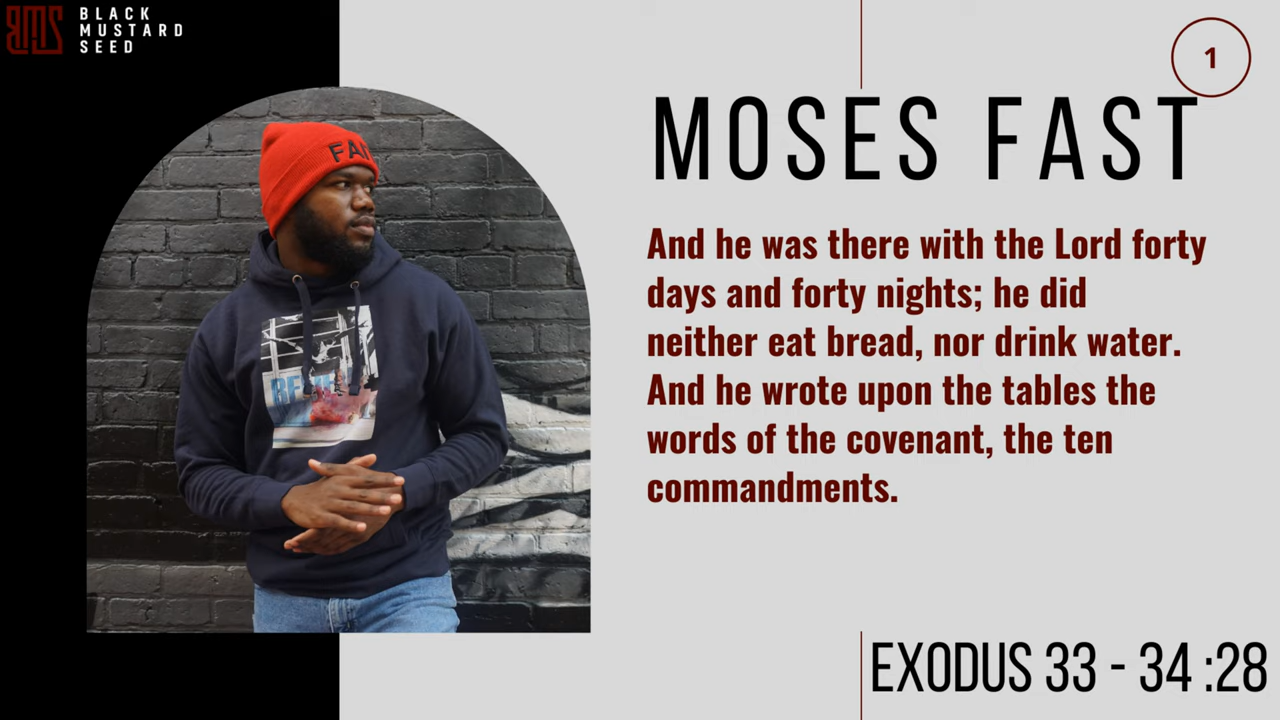 BMS
BLACK
MUSTARD
SEED
1
MOSES FAST
And he was there with the Lord forty
days and forty nights; he did
neither eat bread, nor drink water.
And he wrote upon the tables the
words of the covenant, the ten
commandments.
EXODUS 33 - 34 :28